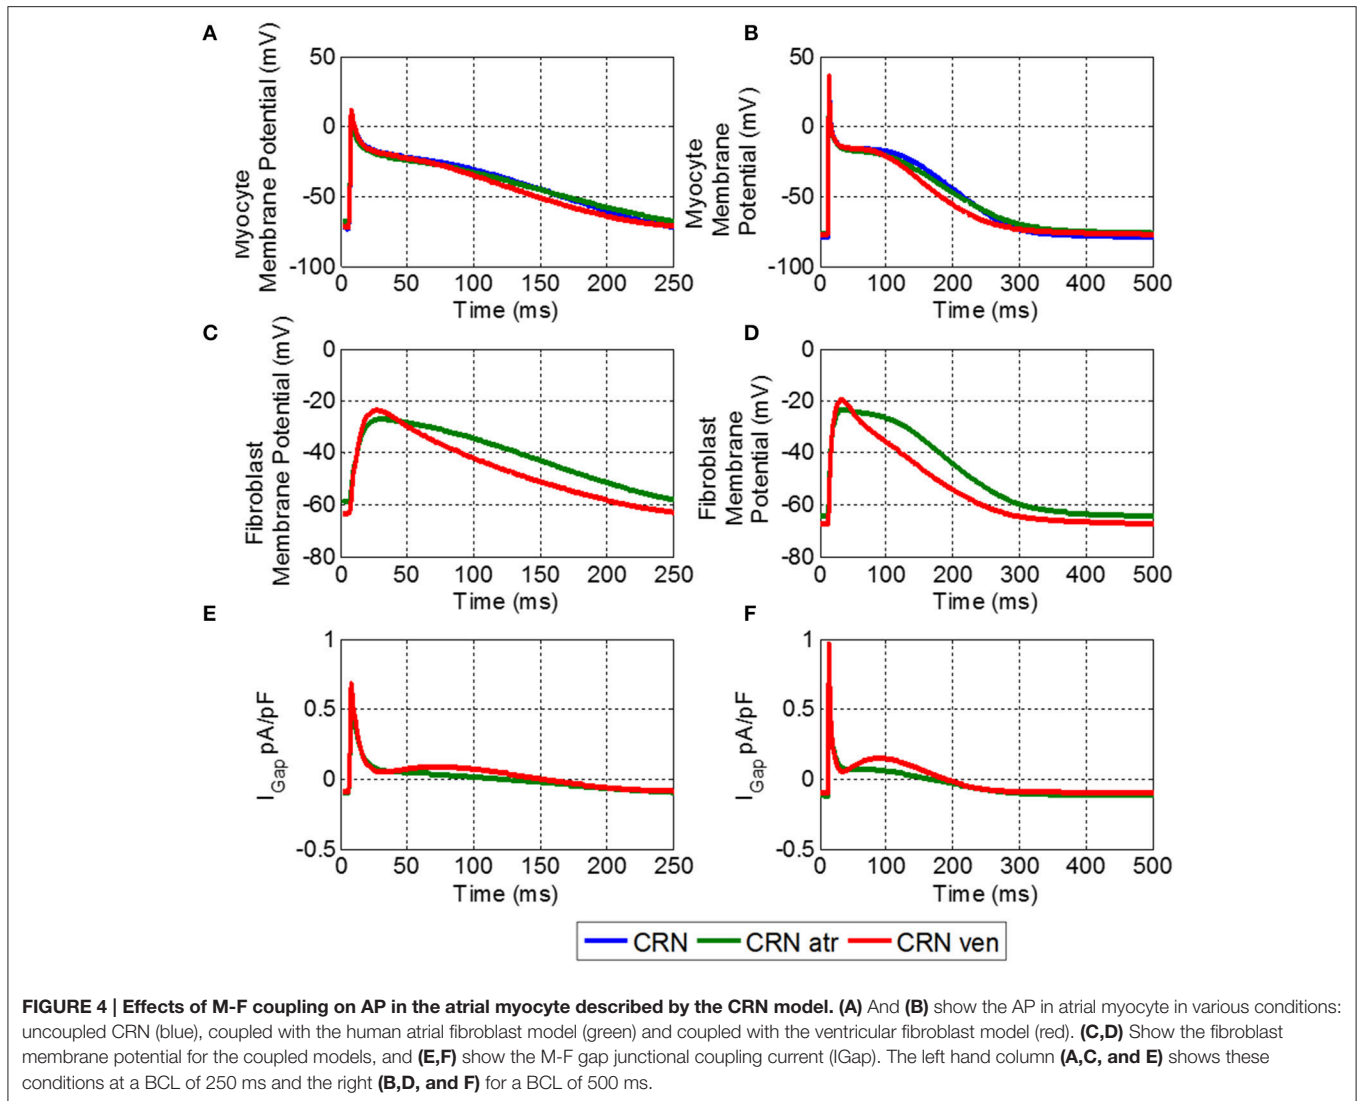 A
B
50
0
-50
-100
Myocyte
Membrane Potential (mV)
0 50 100 150 200 250
Time (ms)
50
0
-50
-100
Myocyte
Membrane
Potential (mV)
0 100 200 300 400 500
Time (ms)
C
D
0
-20
-40
-60
-80
Fibroblast
Membrane Potential (mV)
0 50 100 150 200 250
Time (ms)
0
-20
-40
-60
-80
Fibroblast
Membrane
Potential (mV)
0 100 200 300 400 500
Time (ms)
E
F
1
0.5
0
-0.5
IGap pA/pF
0 50 100 150 200 250
Time (ms)
1
0.5
0
-0.5
IGap pA/pF
0 100 200 300 400 500
Time (ms)
CRN CRN atr CRN ven
FIGURE 4 | Effects of M-F coupling on AP in the atrial myocyte described by the CRN model. (A) And (B) show the AP in atrial myocyte in various conditions:
uncoupled CRN (blue), coupled with the human atrial fibroblast model (green) and coupled with the ventricular fibroblast model (red). (C,D) Show the fibroblast
membrane potential for the coupled models, and (E,F) show the M-F gap junctional coupling current (IGap). The left hand column (A,C, and E) shows these
conditions at a BCL of 250 ms and the right (B,D, and F) for a BCL of 500 ms.